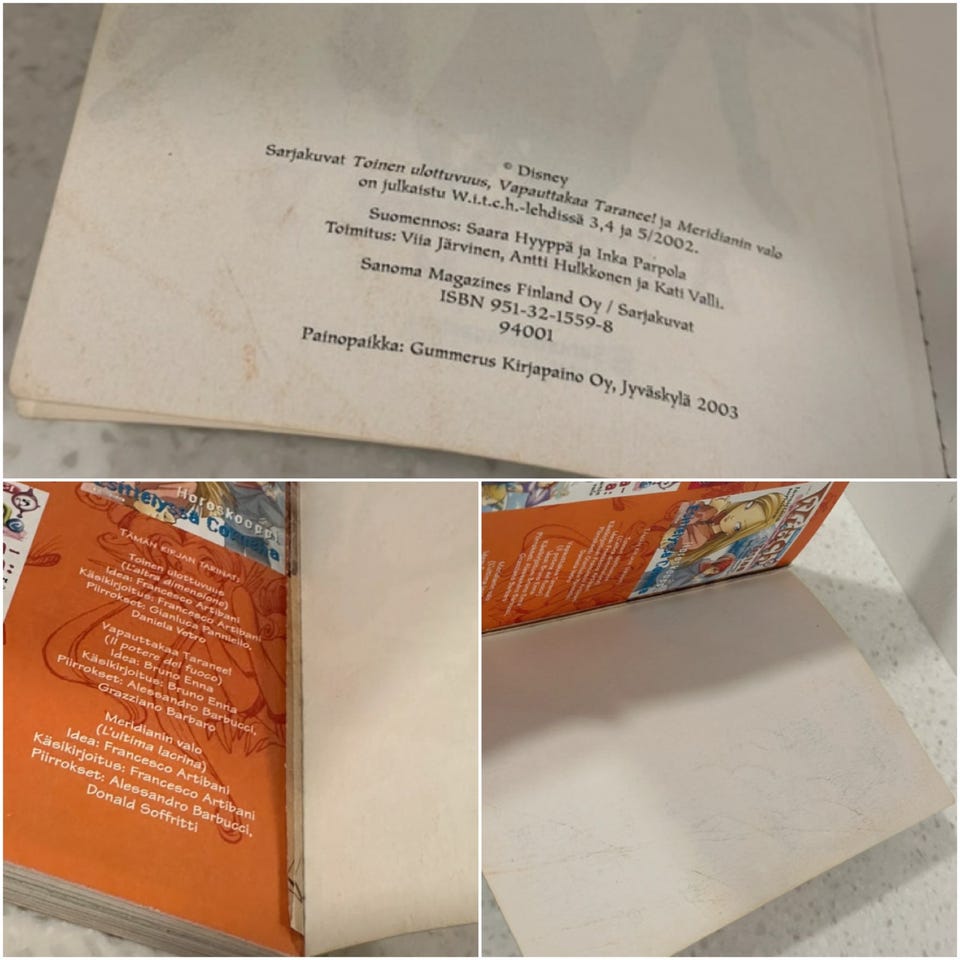 © Disney
Sarjakuvat Toinen ulottuvuus, Vapauttakaa Taranee! ja Meridianin valo
on julkaistu W.i.t.c.h.-lehdissä 3,4 ja 5/2002.
Suomennos: Saara Hyyppä ja Inka Parpola
Toimitus: Viia Järvinen, Antti Hulkkonen ja Kati Valli.
Sanoma Magazines Finland Oy / Sarjakuvat
ISBN 951-32-1559-8
94001
Painopaikka: Gummerus Kirjapaino Oy, Jyväskylä 2003
Horoskooppi
TÄMÄN KIRJAN TARINAT:
Toinen ulottuvuus
(L'altra dimensione)
Idea: Francesco Artibani
Käsikirjoitus: Francesco Artibani
Piirrokset: Gianluca Panniello,
Daniela Vetro
Vapauttakaa Taranee!
(Il potere del fuoco)
Idea: Bruno Enna
Käsikirjoitus: Bruno Enna
Piirrokset: Alessandro Barbucci,
Grazziano Barbaro
Meridianin valo
(L'ultima lacrina)
Idea: Francesco Artibani
Käsikirjoitus: Francesco Artibani
Piirrokset: Alessandro Barbucci,
Donald Soffritti